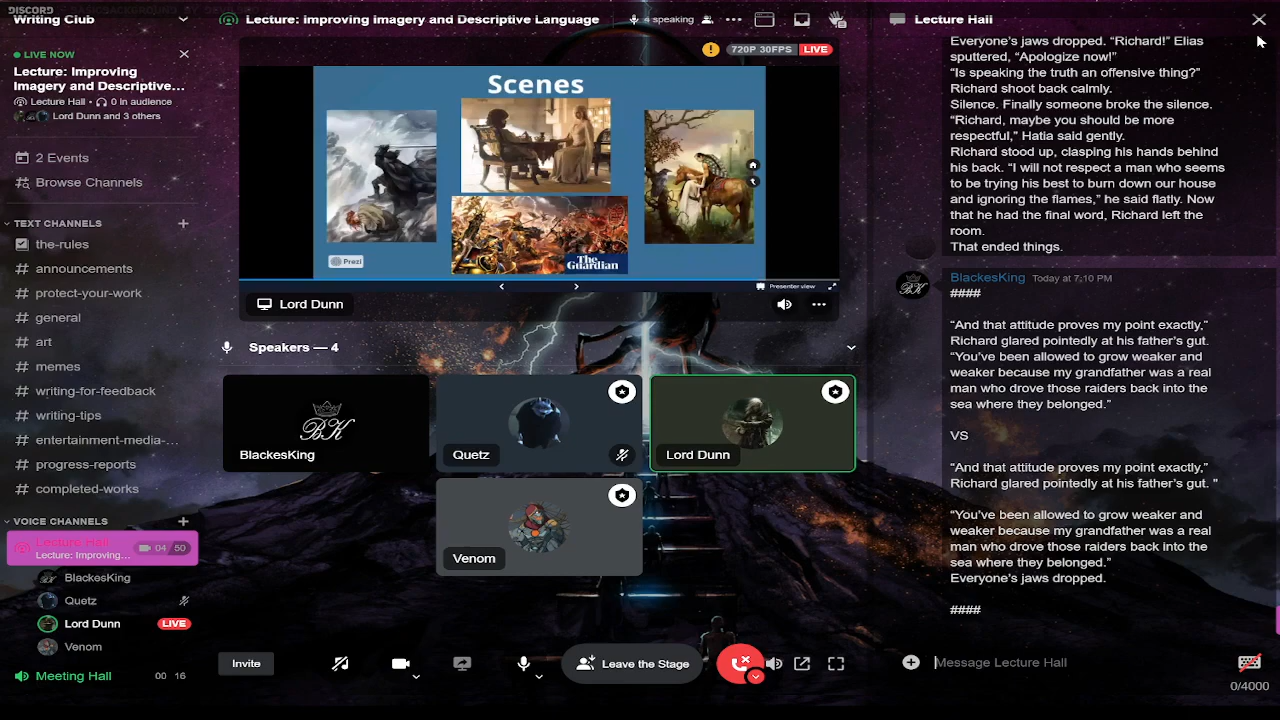 DISCORD
Writing Club
LIVE NOW
Lecture: Improving
Imagery and Descriptive...
Lecture Hall • 0 in audience
Lord Dunn and 3 others
2 Events
Browse Channels
TEXT CHANNELS
the-rules
announcements
protect-your-work
general
art
memes
writing-for-feedback
writing-tips
entertainment-media-...
progress-reports
completed-works
VOICE CHANNELS
Lecture Hall
Lecture: Improving...
04 50
BlackesKing
Quetz
Lord Dunn
LIVE
Venom
Meeting Hall
00 16
Lecture: Improving Imagery and Descriptive Language
4 speaking
720P 30FPS LIVE
Scenes
The
Guardian
Prezi
Presenter view
Lord Dunn
Speakers — 4
BK
BlackesKing
Quetz
Lord Dunn
Venom
Invite
Leave the Stage
Lecture Hall
Everyone's jaws dropped. “Richard!” Elias
sputtered, “Apologize now!”
“Is speaking the truth an offensive thing?”
Richard shoot back calmly.
Silence. Finally someone broke the silence.
“Richard, maybe you should be more
respectful,” Hatia said gently.
Richard stood up, clasping his hands behind
his back. “I will not respect a man who seems
to be trying his best to burn down our house
and ignoring the flames,” he said flatly. Now
that he had the final word, Richard left the
room.
That ended things.
BlackesKing Today at 7:10 PM
####
“And that attitude proves my point exactly,”
Richard glared pointedly at his father’s gut.
“You’ve been allowed to grow weaker and
weaker because my grandfather was a real
man who drove those raiders back into the
sea where they belonged.”
VS
“And that attitude proves my point exactly,”
Richard glared pointedly at his father’s gut. "
“You’ve been allowed to grow weaker and
weaker because my grandfather was a real
man who drove those raiders back into the
sea where they belonged.”
Everyone’s jaws dropped.
####
Message Lecture Hall
0/4000